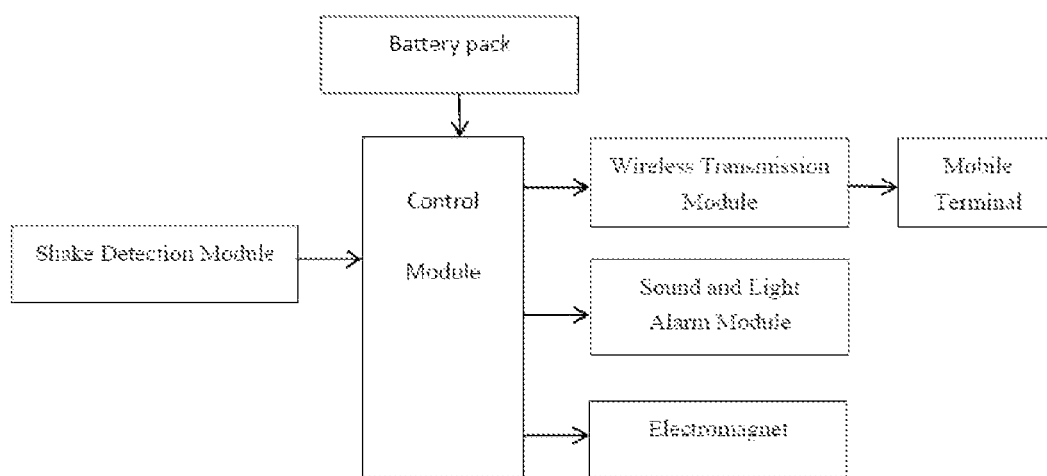 Battery pack
Control
Module
Wireless Transmission
Module
Mobile
Terminal
Shake Detection Module
Sound and Light
Alarm Module
Electromagnet